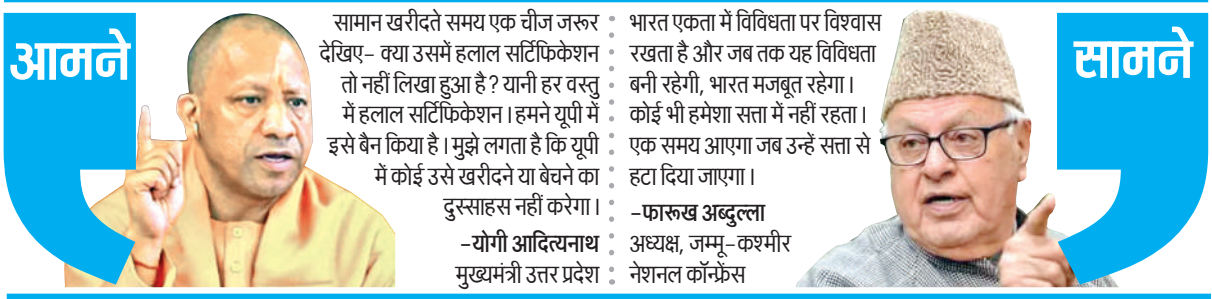 आमने
सामान खरीदते समय एक चीज जरूर
देखिए– क्या उसमें हलाल सर्टिफिकेशन
तो नहीं लिखा हुआ है? यानी हर वस्तु
में हलाल सर्टिफिकेशन। हमने यूपी में
इसे बैन किया है। मुझे लगता है कि यूपी
में कोई उसे खरीदने या बेचने का
दुस्साहस नहीं करेगा।
–योगी आदित्यनाथ
मुख्यमंत्री उत्तर प्रदेश
भारत एकता में विविधता पर विश्वास
रखता है और जब तक यह विविधता
बनी रहेगी, भारत मजबूत रहेगा।
कोई भी हमेशा सत्ता में नहीं रहता।
एक समय आएगा जब उन्हें सत्ता से
हटा दिया जाएगा।
–फारूख अब्दुल्ला
अध्यक्ष, जम्मू–कश्मीर
नेशनल कॉन्फ्रेंस
सामने